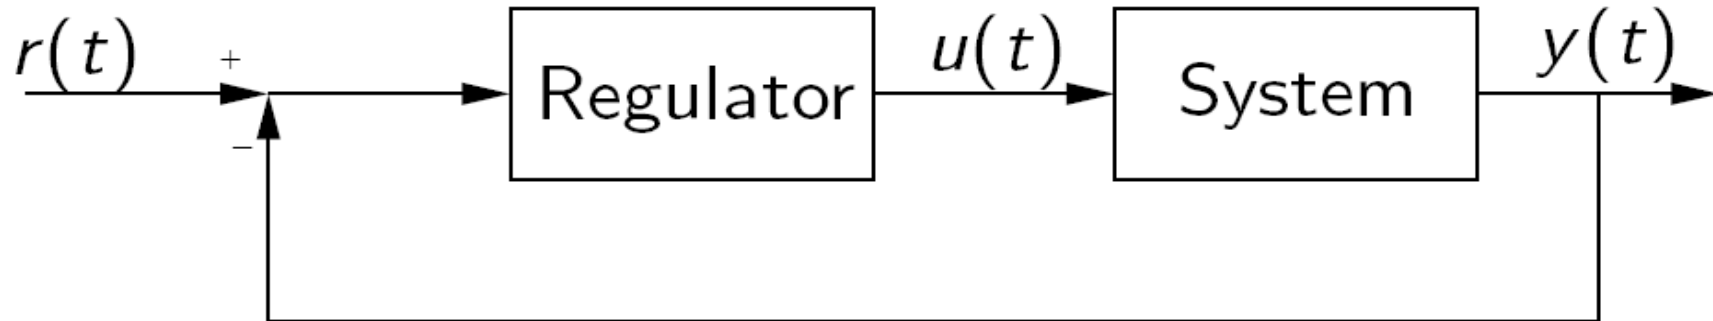 r(t)
+
Regulator
u(t)
System
y(t)
−